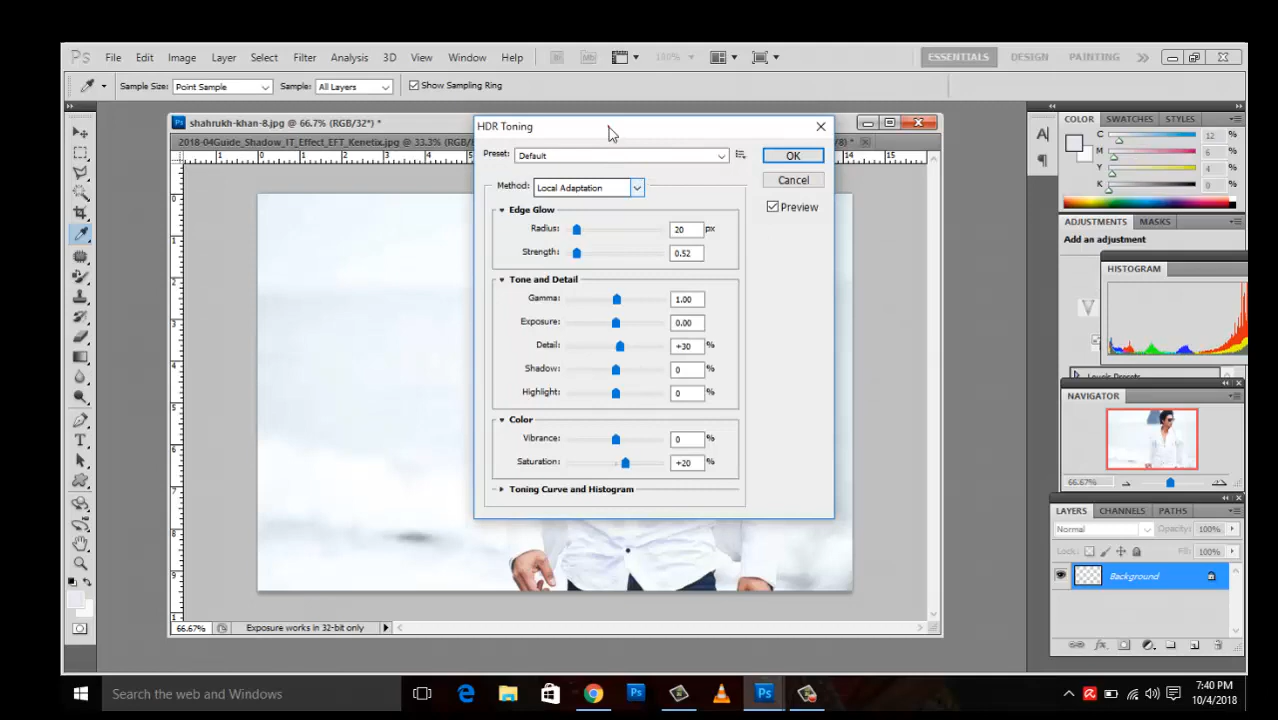 Ps File Edit Image Layer Select Filter Analysis 3D View Window Help Br Mb 100% ESSENTIALS DESIGN PAINTING
Sample Size: Point Sample Sample: All Layers Show Sampling Ring
shahrukh-khan-8.jpg @ 66.7% (RGB/32*) *
2018-04Guide_Shadow_IT_Effect_EFT_Kenetix.jpg @ 33.3% (RGB/8
HDR Toning
Preset: Default
OK
Method: Local Adaptation
Cancel
Preview
Edge Glow
Radius: 20 px
Strength: 0.52
Tone and Detail
Gamma: 1.00
Exposure: 0.00
Detail: +30 %
Shadow: 0 %
Highlight: 0 %
Color
Vibrance: 0 %
Saturation: +20 %
Toning Curve and Histogram
66.67% Exposure works in 32-bit only
COLOR SWATCHES STYLES
C 12 %
M 6 %
Y 4 %
K 0 %
ADJUSTMENTS MASKS
Add an adjustment
HISTOGRAM
Levels Presets
NAVIGATOR
66.67%
LAYERS CHANNELS PATHS
Normal Opacity: 100%
Lock: Fill: 100%
Background
Search the web and Windows
7:40 PM
10/4/2018